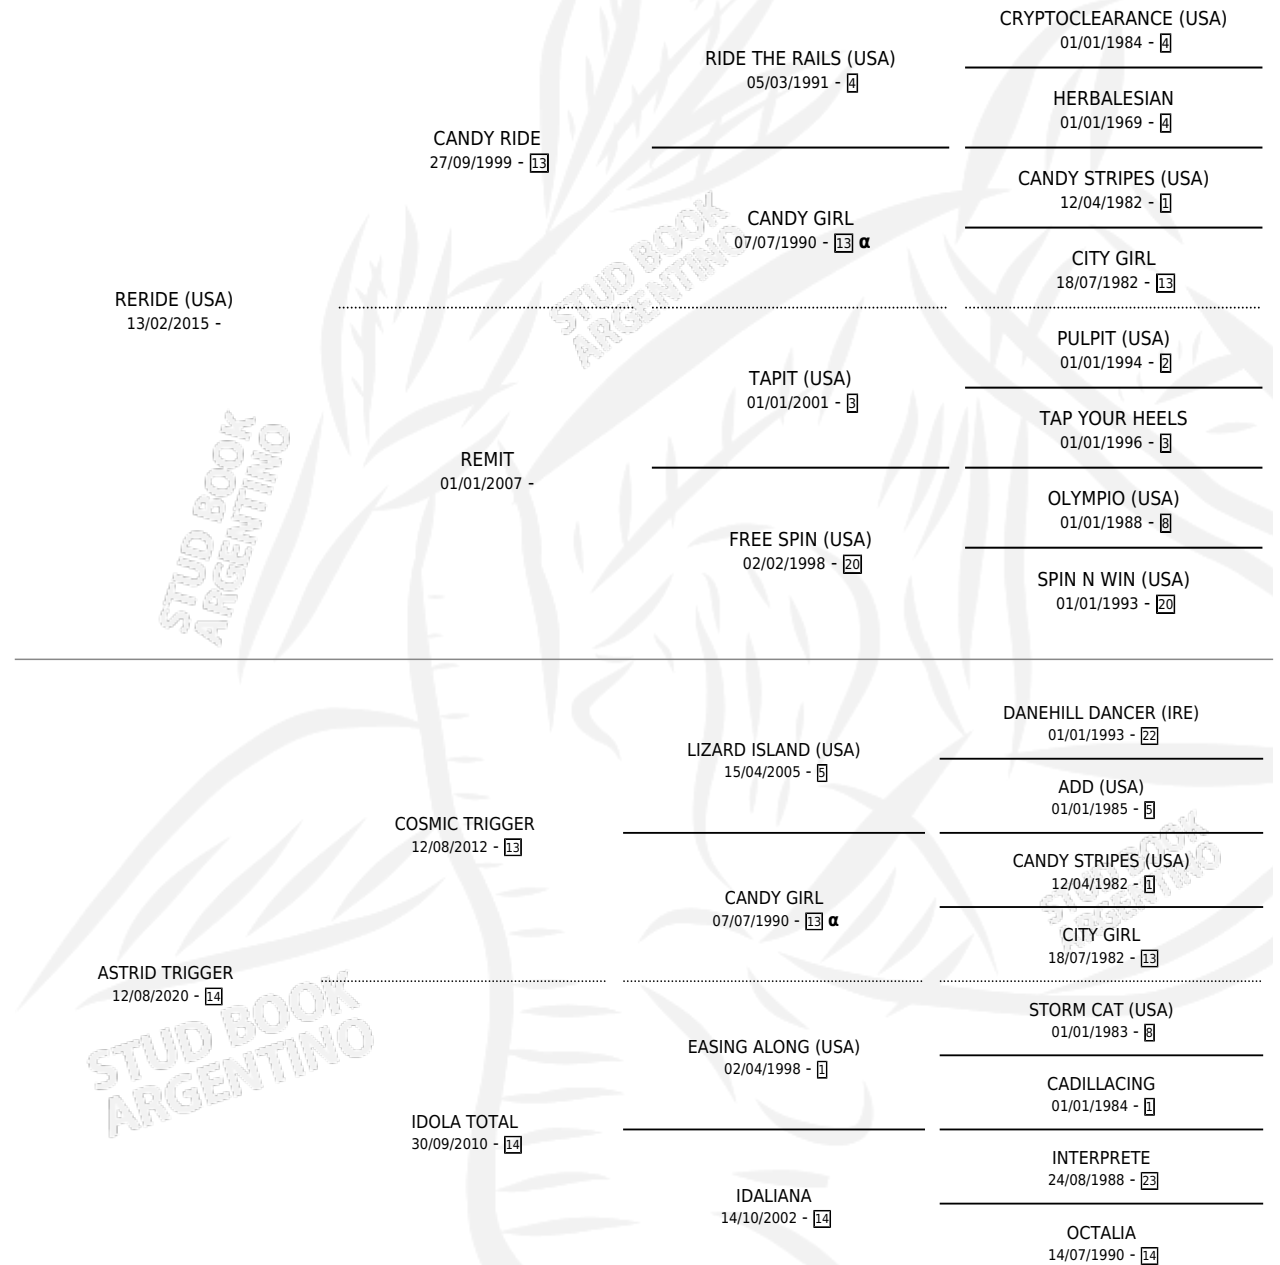 CRYPTOCLEARANCE (USA)
01/01/1984 - 4
RIDE THE RAILS (USA)
05/03/1991 - 4
HERBALESIAN
01/01/1969 - 4
CANDY RIDE
27/09/1999 - 13
CANDY STRIPES (USA)
12/04/1982 - 1
CANDY GIRL
07/07/1990 - 13 α
CITY GIRL
18/07/1982 - 13
RERIDE (USA)
13/02/2015 -
PULPIT (USA)
01/01/1994 - 2
TAPIT (USA)
01/01/2001 - 3
TAP YOUR HEELS
01/01/1996 - 3
REMIT
01/01/2007 -
OLYMPIO (USA)
01/01/1988 - 8
FREE SPIN (USA)
02/02/1998 - 20
SPIN N WIN (USA)
01/01/1993 - 20
DANEHILL DANCER (IRE)
01/01/1993 - 22
LIZARD ISLAND (USA)
15/04/2005 - 5
ADD (USA)
01/01/1985 - 5
COSMIC TRIGGER
12/08/2012 - 13
CANDY STRIPES (USA)
12/04/1982 - 1
CANDY GIRL
07/07/1990 - 13 α
CITY GIRL
18/07/1982 - 13
ASTRID TRIGGER
12/08/2020 - 14
STORM CAT (USA)
01/01/1983 - 8
EASING ALONG (USA)
02/04/1998 - 1
CADILLACING
01/01/1984 - 1
IDOLA TOTAL
30/09/2010 - 14
INTERPRETE
24/08/1988 - 23
IDALIANA
14/10/2002 - 14
OCTALIA
14/07/1990 - 14
STUD BOOK
ARGENTINO
STUD BOOK
ARGENTINO
STUD BOOK
ARGENTINO
STUD BOOK
ARGENTINO